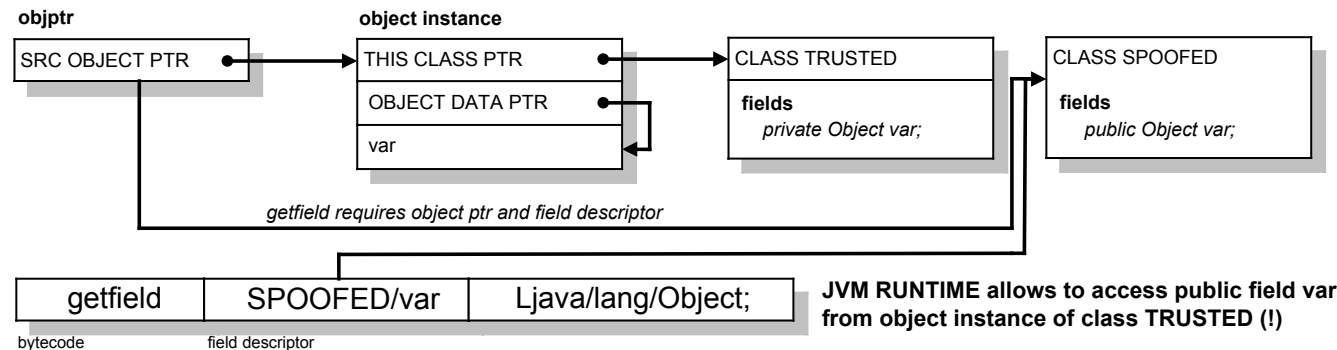 objptr
object instance
SRC OBJECT PTR
THIS CLASS PTR
OBJECT DATA PTR
var
CLASS TRUSTED
fields
private Object var;
CLASS SPOOFED
fields
public Object var;
getfield requires object ptr and field descriptor
getfield
SPOOFED/var
Ljava/lang/Object;
bytecode
field descriptor
JVM RUNTIME allows to access public field var
from object instance of class TRUSTED (!)